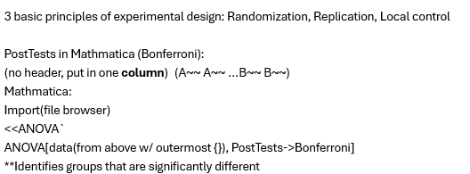 3 basic principles of experimental design: Randomization, Replication, Local control
PostTests in Mathmatica (Bonferroni):
(no header, put in one column)  (A~~ A~~ ...B~~ B~~)
Mathmatica:
Import(file browser)
<<ANOVA`
ANOVA[data(from above w/ outermost {}), PostTests->Bonferroni]
**Identifies groups that are significantly different